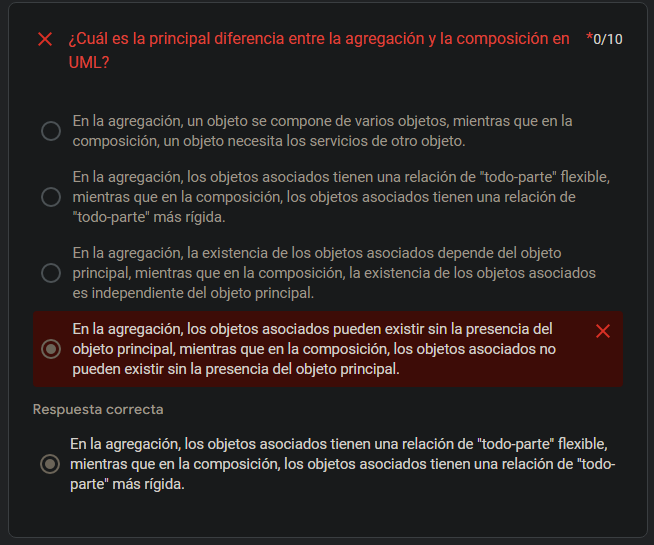 ¿Cuál es la principal diferencia entre la agregación y la composición en *0/10
UML?
En la agregación, un objeto se compone de varios objetos, mientras que en la
composición, un objeto necesita los servicios de otro objeto.
En la agregación, los objetos asociados tienen una relación de "todo-parte" flexible,
mientras que en la composición, los objetos asociados tienen una relación de
"todo-parte" más rígida.
En la agregación, la existencia de los objetos asociados depende del objeto
principal, mientras que en la composición, la existencia de los objetos asociados
es independiente del objeto principal.
En la agregación, los objetos asociados pueden existir sin la presencia del
objeto principal, mientras que en la composición, los objetos asociados no
pueden existir sin la presencia del objeto principal.
Respuesta correcta
En la agregación, los objetos asociados tienen una relación de "todo-parte" flexible,
mientras que en la composición, los objetos asociados tienen una relación de "todo-
parte" más rígida.